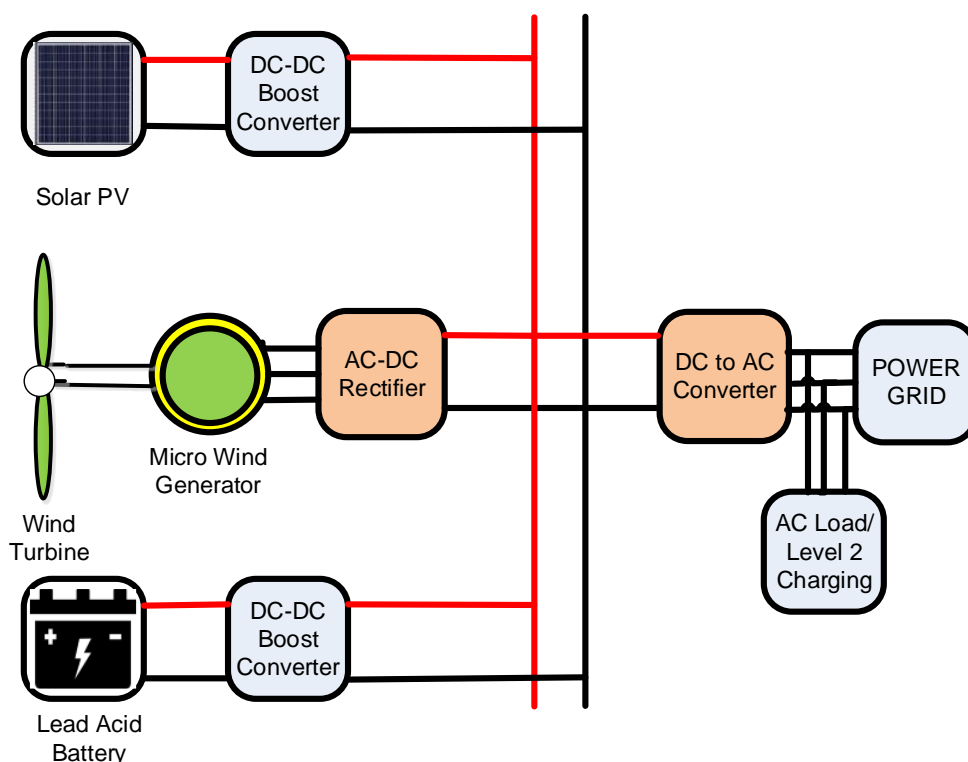 DC-DC
Boost
Converter
Solar PV
AC-DC
Rectifier
DC to AC
Converter
POWER
GRID
Micro Wind
Generator
Wind
Turbine
AC Load/
Level 2
Charging
+ -
DC-DC
Boost
Converter
Lead Acid
Battery